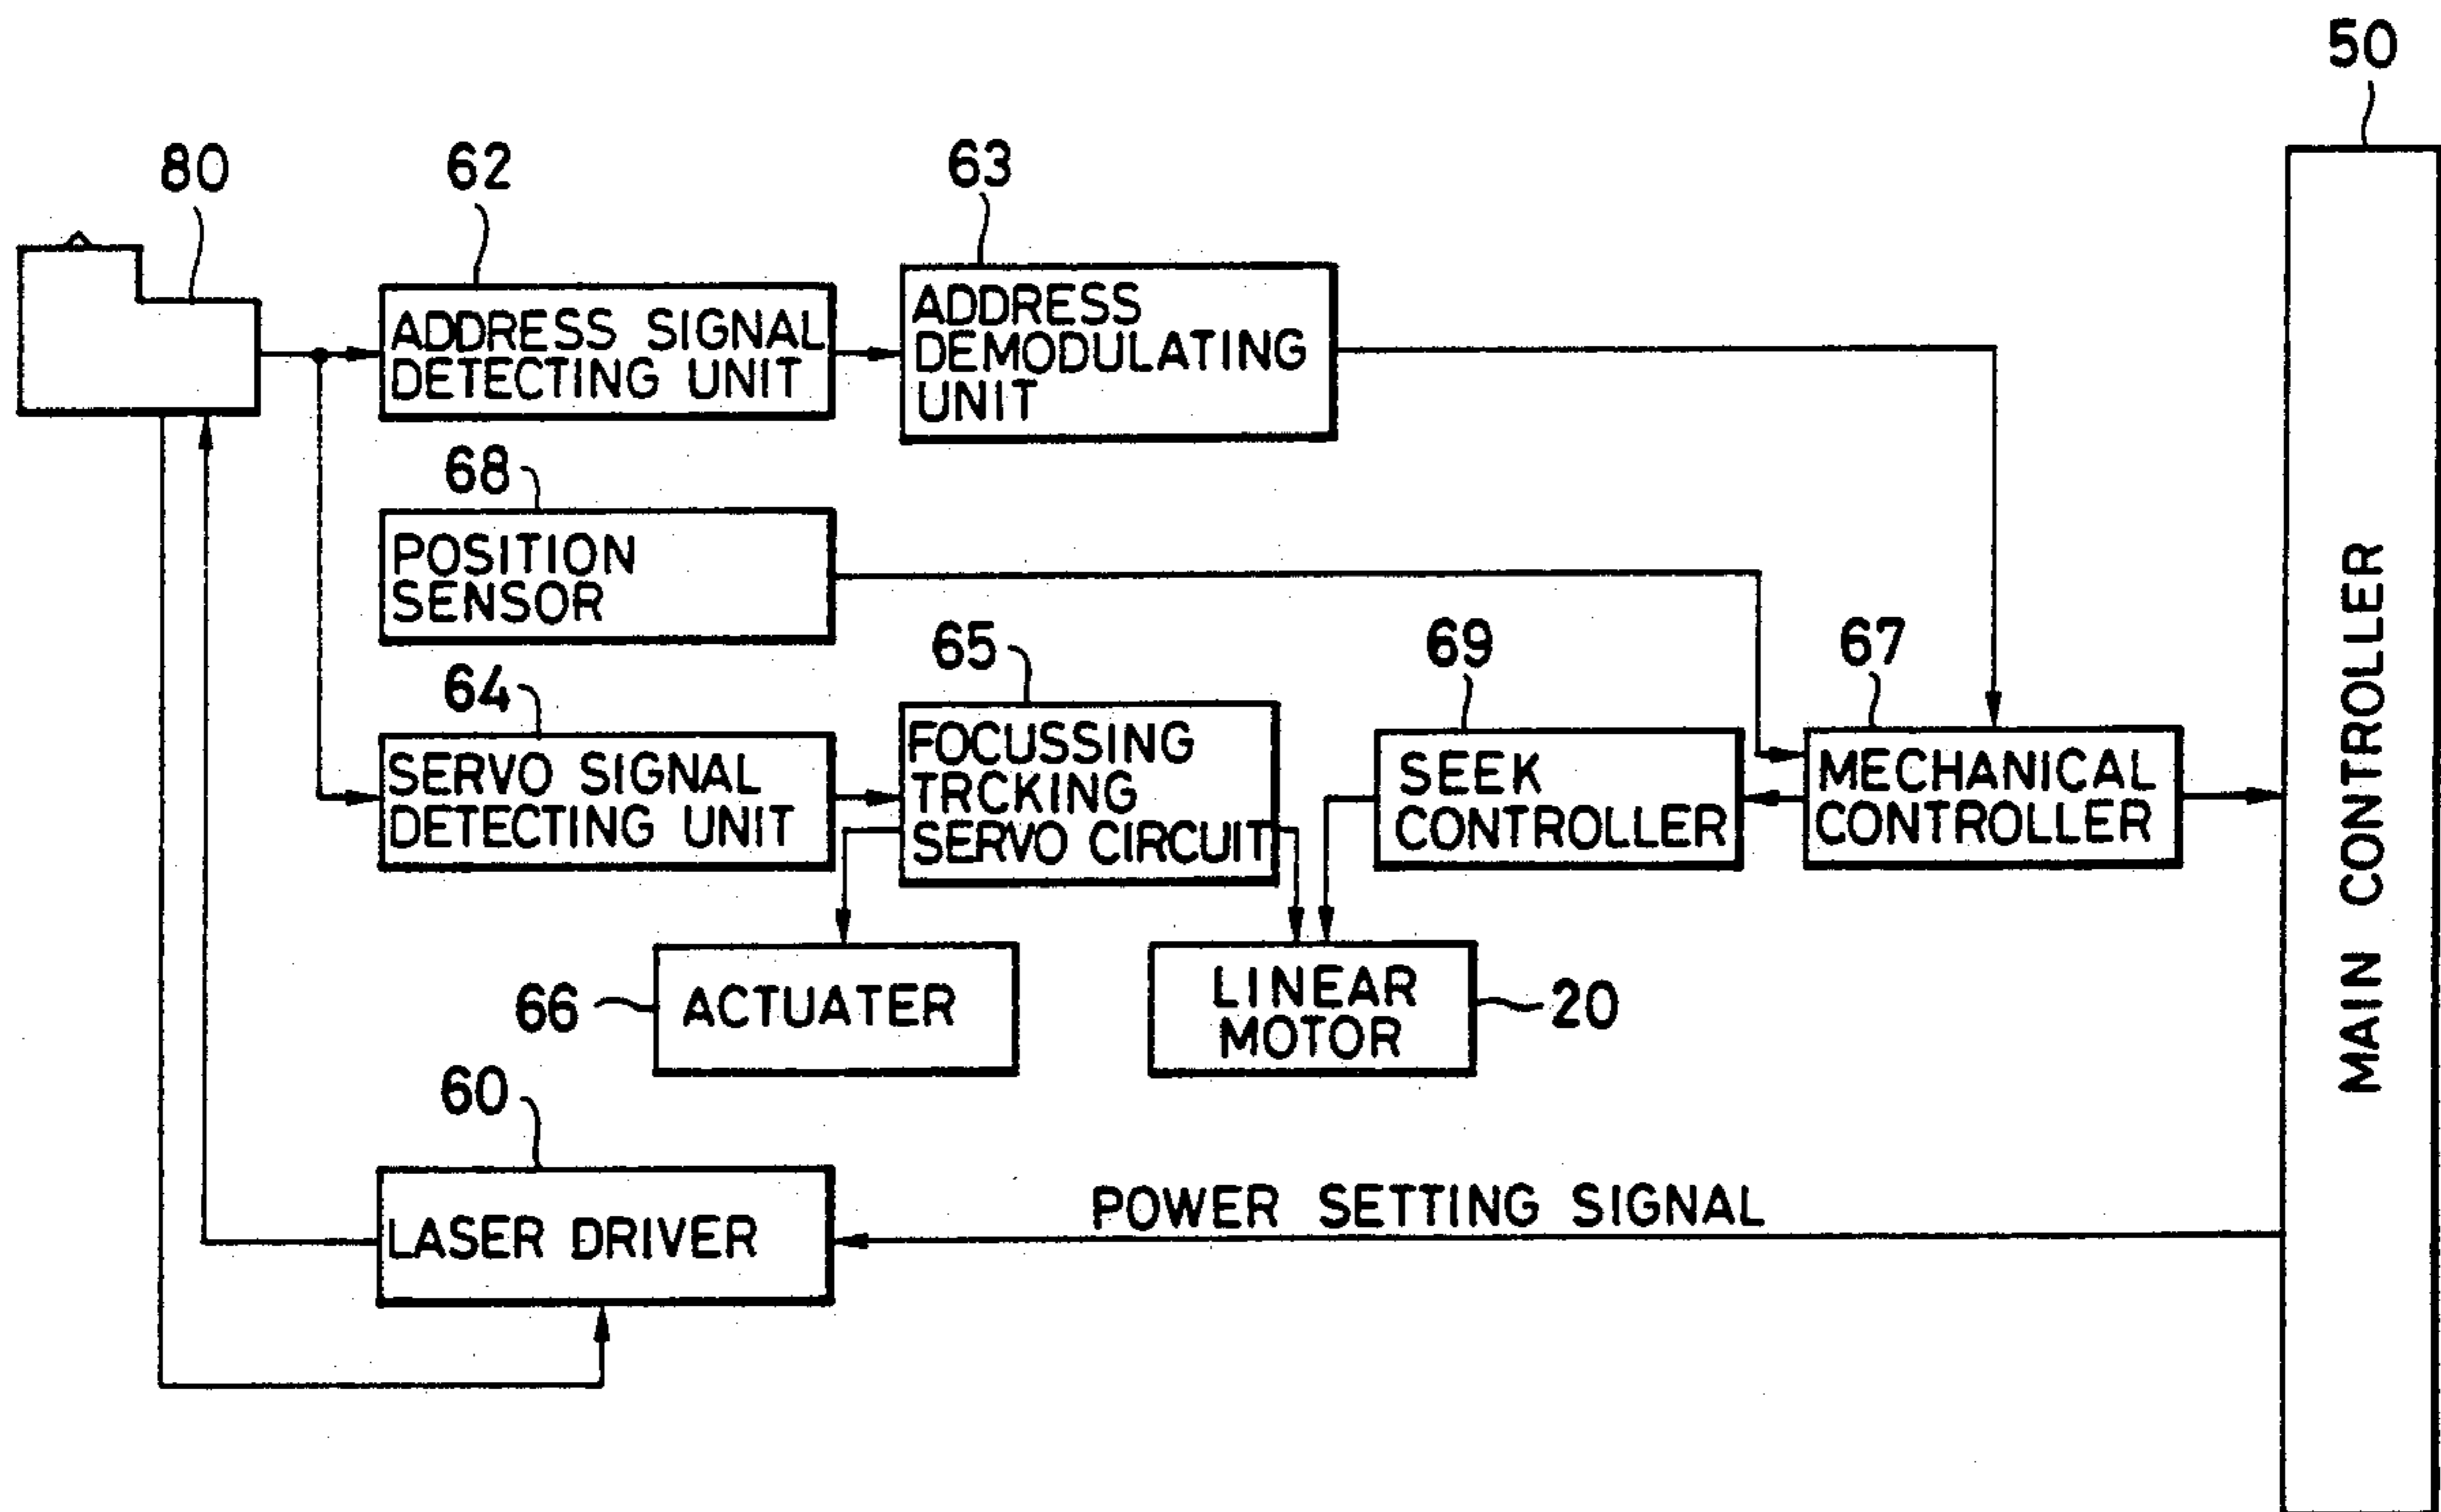 50
80
62
63
ADDRESS SIGNAL
DETECTING UNIT
ADDRESS
DEMODULATING
UNIT
68
POSITION
SENSOR
65
69
67
64
SERVO SIGNAL
DETECTING UNIT
FOCUSSING
TRCKING
SERVO CIRCUIT
SEEK
CONTROLLER
MECHANICAL
CONTROLLER
MAIN CONTROLLER
66
ACTUATER
LINEAR
MOTOR
20
60
LASER DRIVER
POWER SETTING SIGNAL